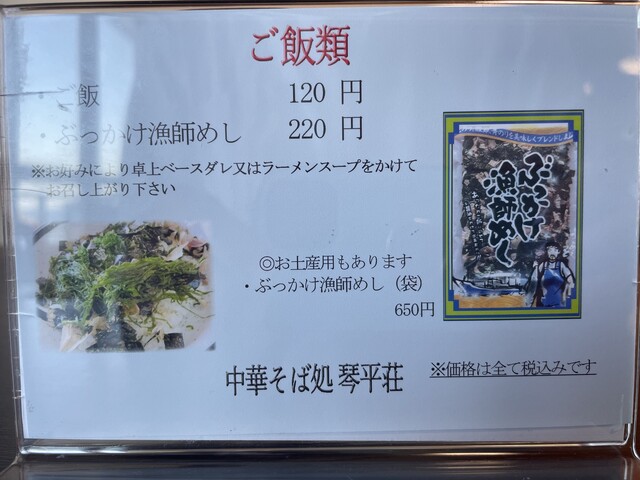 ご飯類
・ご飯 120 円
・ぶっかけ漁師めし 220 円
※お好みにより卓上ベースダレ又はラーメンスープをかけて
お召し上がり下さい
◎お土産用もあります
・ぶっかけ漁師めし（袋）
650円
中華そば処 琴平荘
※価格は全て税込みです
ぶっかけ
漁師めし